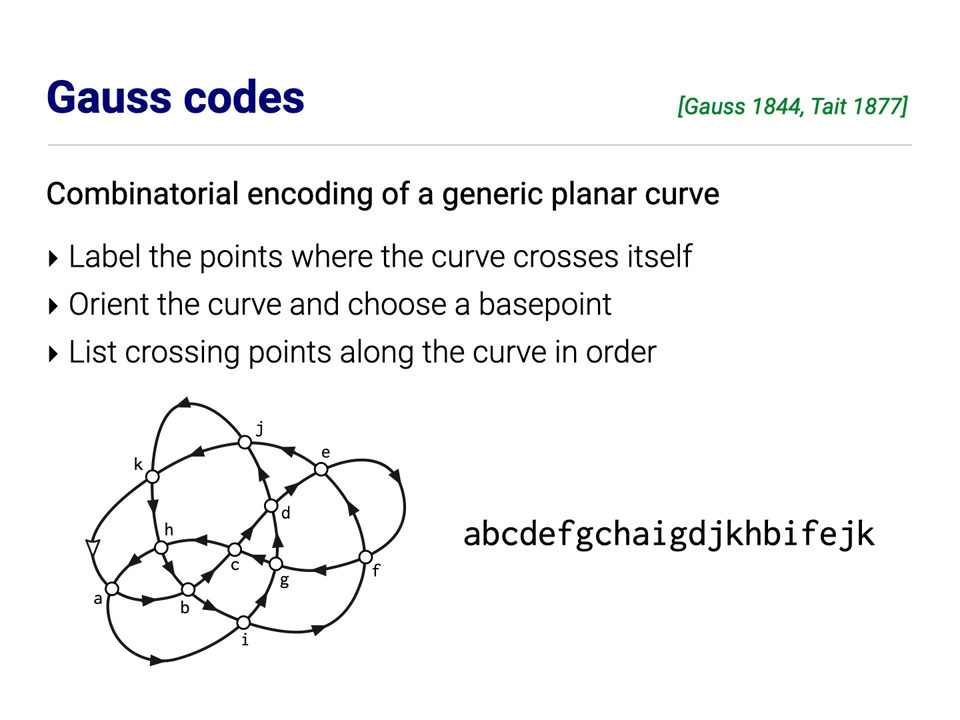 Gauss codes
[Gauss 1844, Tait 1877]
Combinatorial encoding of a generic planar curve
‣ Label the points where the curve crosses itself
‣ Orient the curve and choose a basepoint
‣ List crossing points along the curve in order
j
e
k
d
h
c
g
f
a
b
i
abcdefgchaigdjkhbifejk